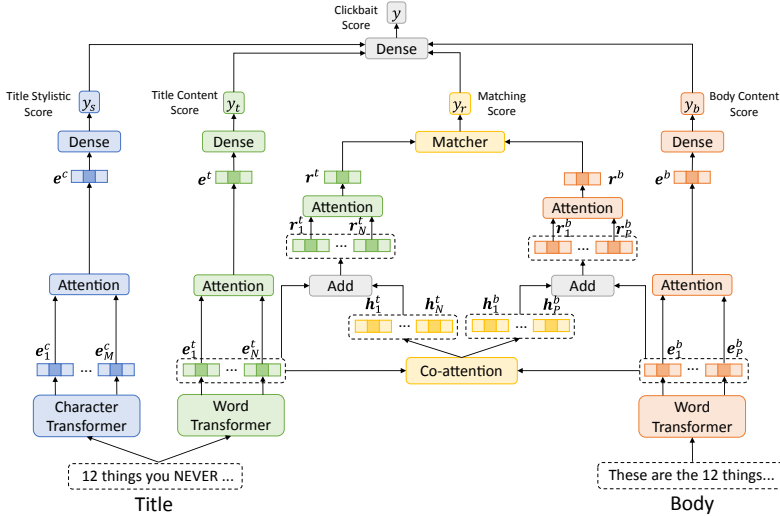 Clickbait
Score
y
Dense
Title Stylistic
Score
y_s
Title Content
Score
y_t
y_r
Matching
Score
y_b
Body Content
Score
Dense
Dense
Matcher
Dense
e^c
e^t
r^t
r^b
e^b
Attention
Attention
r_1^t
r_N^t
r_1^b
r_P^b
...
...
Attention
Attention
Add
Add
Attention
h_1^t
h_N^t
h_1^b
h_P^b
...
...
e_1^c
e_M^c
e_1^t
e_N^t
e_1^b
e_P^b
...
...
...
Co-attention
Character
Transformer
Word
Transformer
Word
Transformer
12 things you NEVER ...
These are the 12 things...
Title
Body